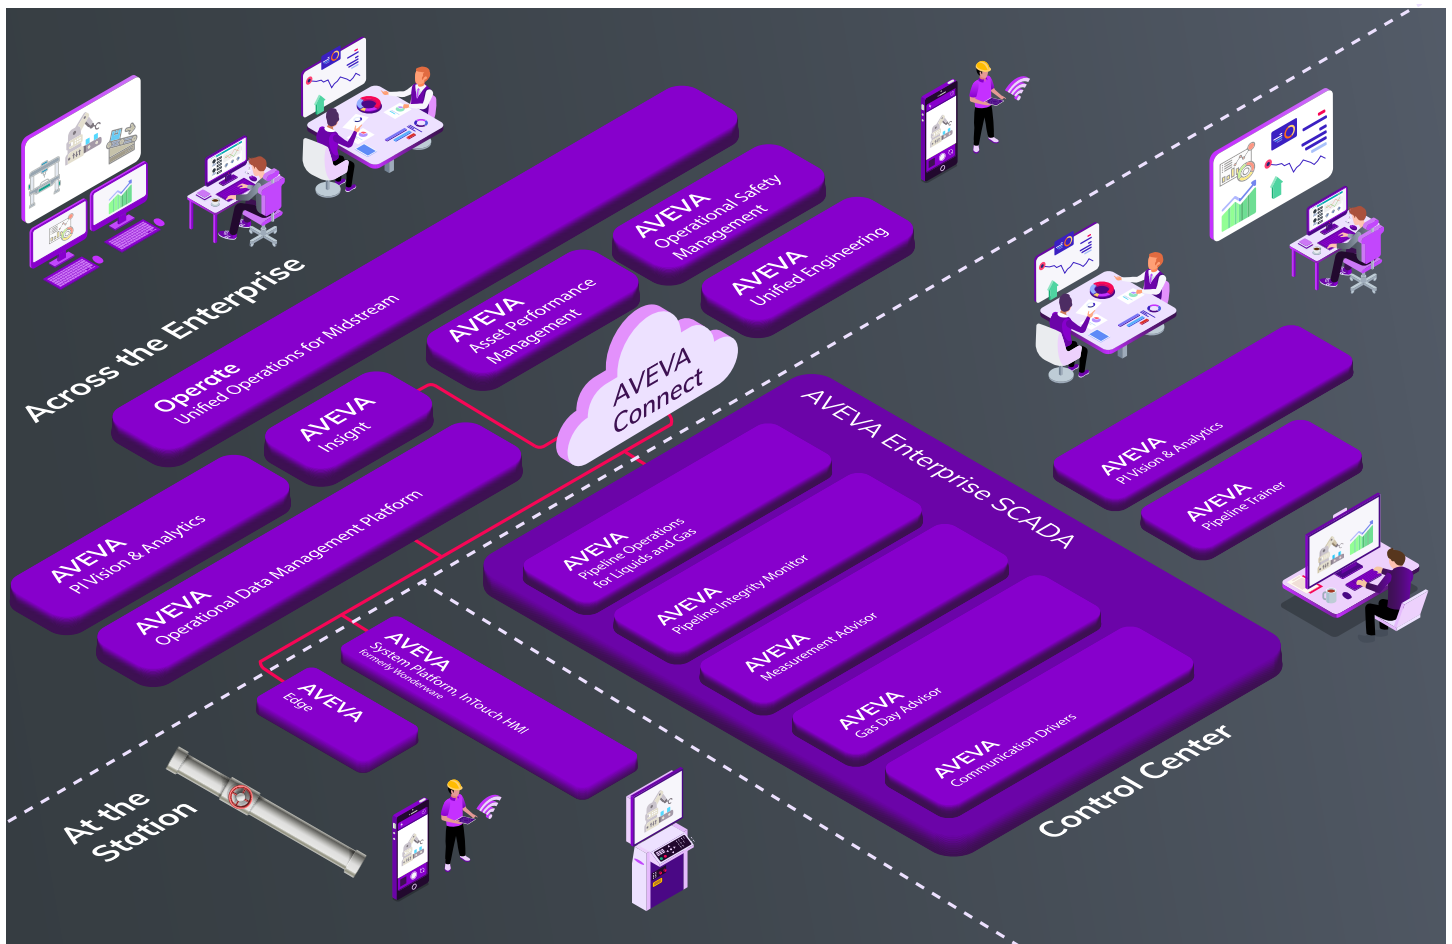 Across the Enterprise
Operate
Unified Operations for Midstream
AVEVA
Operational Safety
Management
AVEVA
Unified Engineering
AVEVA
Asset Performance
Management
AVEVA
Connect
AVEVA
Insignt
AVEVA
PI Vision & Analytics
AVEVA
Operational Data Management Platform
AVEVA Enterprise SCADA
AVEVA
Pipeline Operations
for Liquids and Gas
AVEVA
Pipeline Integrity Monitor
AVEVA
Measurement Advisor
AVEVA
Gas Day Advisor
AVEVA
Communication Drivers
AVEVA
PI Vision & Analytics
AVEVA
Pipeline Trainer
Control Center
AVEVA
System Platform, InTouch HMI
formerly Wonderware
AVEVA
Edge
At the
Station